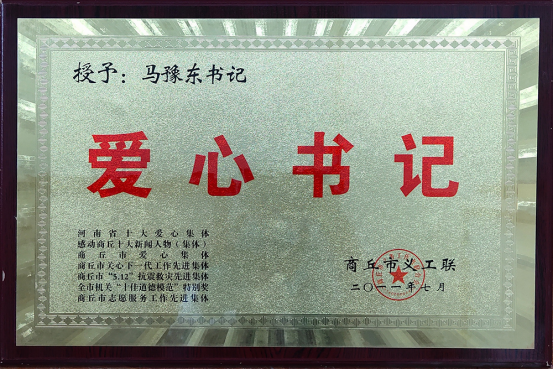 授予：马豫东书记
爱心书记
河南省十大爱心集体
感动商丘十大新闻人物（集体）
商丘市爱心集体
商丘市关心下一代工作先进集体
商丘市“5.12”抗震救灾先进集体
全市机关“十佳道德模范”特别奖
商丘市志愿服务工作先进集体
商丘市义工联
二〇一一年七月